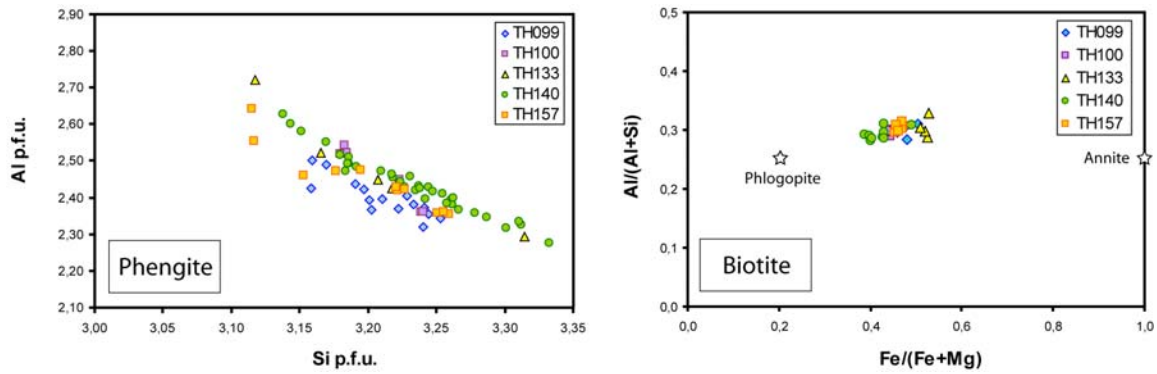 2,90
2,80
2,70
2,60
2,50
2,40
2,30
2,20
2,10
Al p.f.u.
TH099
TH100
TH133
TH140
TH157
Phengite
3,00 3,05 3,10 3,15 3,20 3,25 3,30 3,35
Si p.f.u.
0,5
0,4
0,3
0,2
0,1
0,0
Al/(Al+Si)
TH099
TH100
TH133
TH140
TH157
Phlogopite
Annite
Biotite
0,0 0,2 0,4 0,6 0,8 1,0
Fe/(Fe+Mg)